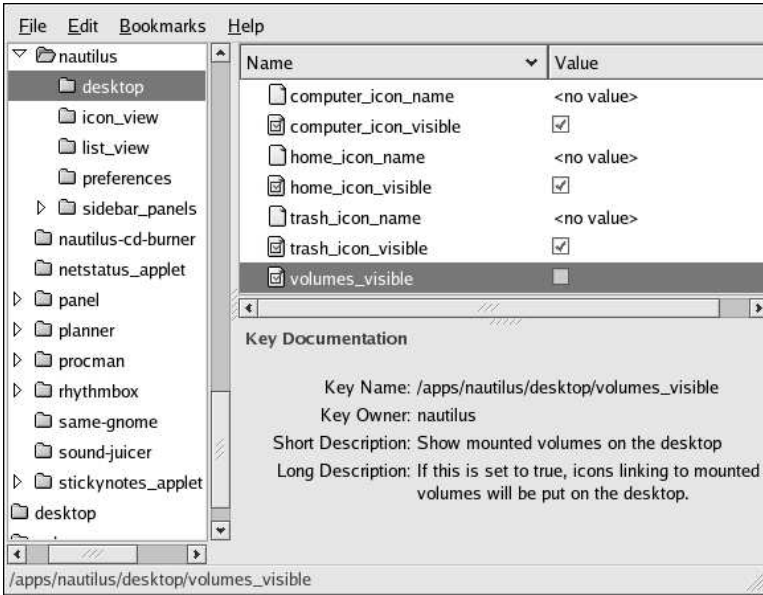 File Edit Bookmarks Help
nautilus
desktop
icon_view
list_view
preferences
sidebar_panels
nautilus-cd-burner
netstatus_applet
panel
planner
procman
rhythmbox
same-gnome
sound-juicer
stickynotes_applet
desktop
Name Value
computer_icon_name <no value>
computer_icon_visible
home_icon_name <no value>
home_icon_visible
trash_icon_name <no value>
trash_icon_visible
volumes_visible
Key Documentation
Key Name: /apps/nautilus/desktop/volumes_visible
Key Owner: nautilus
Short Description: Show mounted volumes on the desktop
Long Description: If this is set to true, icons linking to mounted
volumes will be put on the desktop.
/apps/nautilus/desktop/volumes_visible